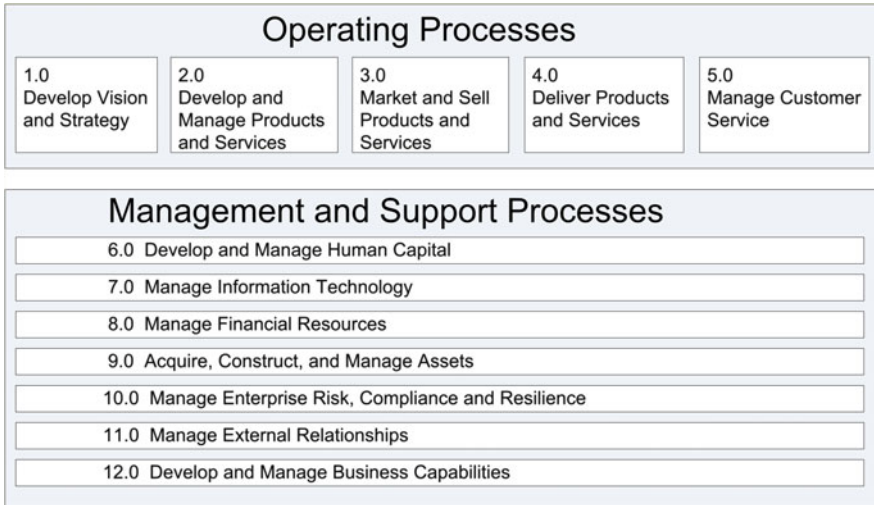 Operating Processes
1.0
Develop Vision
and Strategy
2.0
Develop and
Manage Products
and Services
3.0
Market and Sell
Products and
Services
4.0
Deliver Products
and Services
5.0
Manage Customer
Service
Management and Support Processes
6.0 Develop and Manage Human Capital
7.0 Manage Information Technology
8.0 Manage Financial Resources
9.0 Acquire, Construct, and Manage Assets
10.0 Manage Enterprise Risk, Compliance and Resilience
11.0 Manage External Relationships
12.0 Develop and Manage Business Capabilities